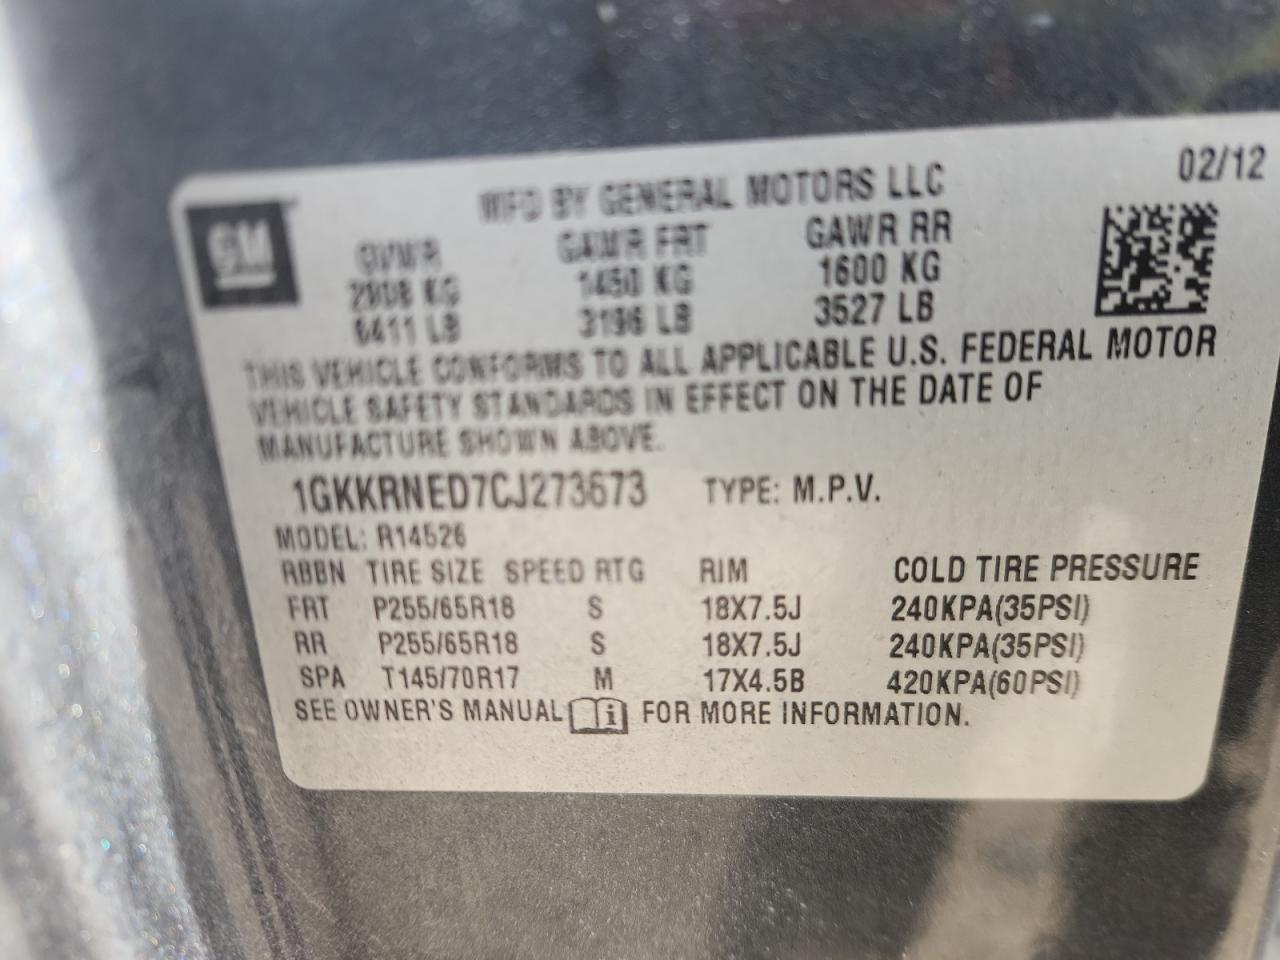 02/12
MFD BY GENERAL MOTORS LLC
GM
GVWR GAWR FRT GAWR RR
2908 KG 1450 KG 1600 KG
6411 LB 3196 LB 3527 LB
THIS VEHICLE CONFORMS TO ALL APPLICABLE U.S. FEDERAL MOTOR
VEHICLE SAFETY STANDARDS IN EFFECT ON THE DATE OF
MANUFACTURE SHOWN ABOVE.
1GKKRNED7CJ273673 TYPE: M.P.V.
MODEL: R14526
RBBN TIRE SIZE SPEED RTG RIM COLD TIRE PRESSURE
FRT P255/65R18 S 18X7.5J 240KPA(35PSI)
RR P255/65R18 S 18X7.5J 240KPA(35PSI)
SPA T145/70R17 M 17X4.5B 420KPA(60PSI)
SEE OWNER'S MANUAL i FOR MORE INFORMATION.